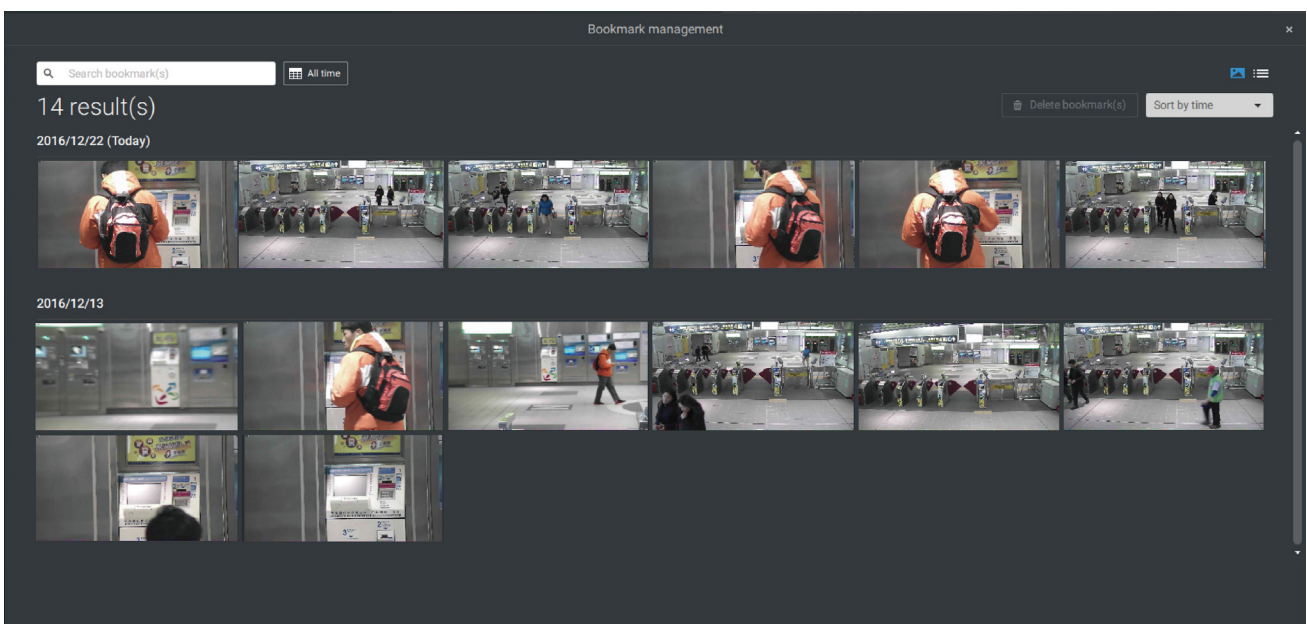 Bookmark management
Search bookmark(s)
All time
14 result(s)
Delete bookmark(s)
Sort by time
2016/12/22 (Today)
2016/12/13